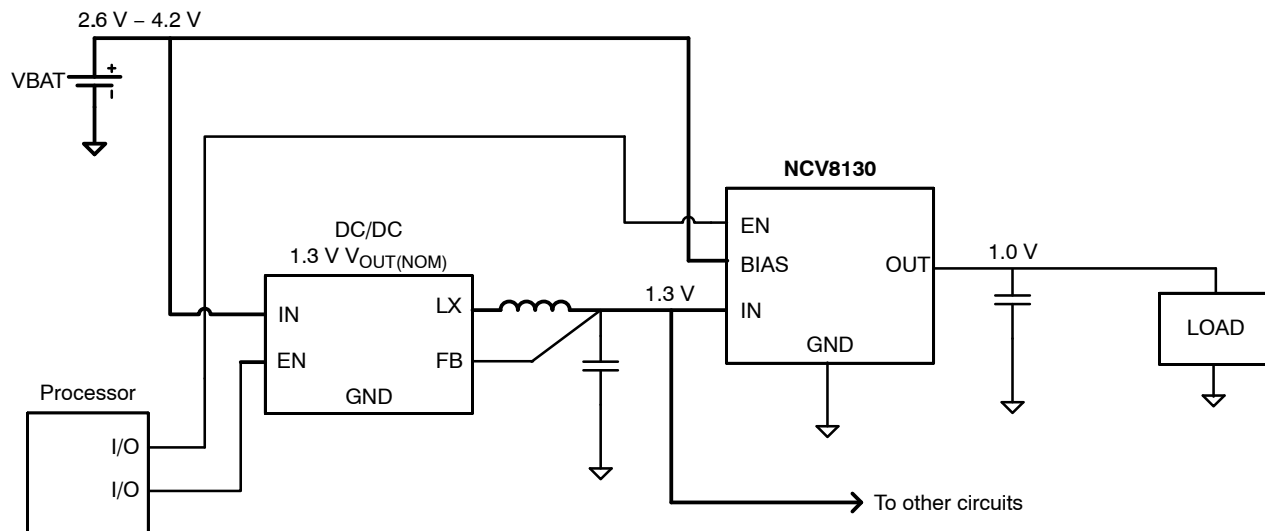 2.6 V – 4.2 V
VBAT
+
NCV8130
EN
BIAS
OUT
IN
GND
1.0 V
LOAD
DC/DC
1.3 V VOUT(NOM)
LX
IN
EN
FB
GND
1.3 V
Processor
I/O
I/O
To other circuits